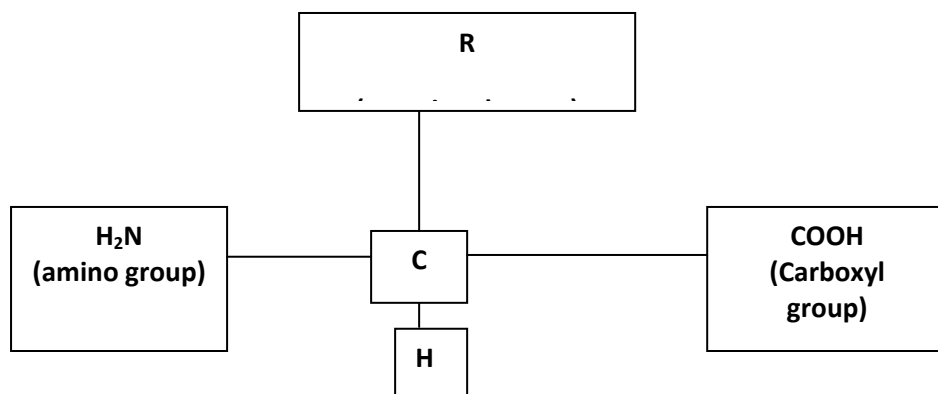 R
H₂N
(amino group)
C
COOH
(Carboxyl
group)
H